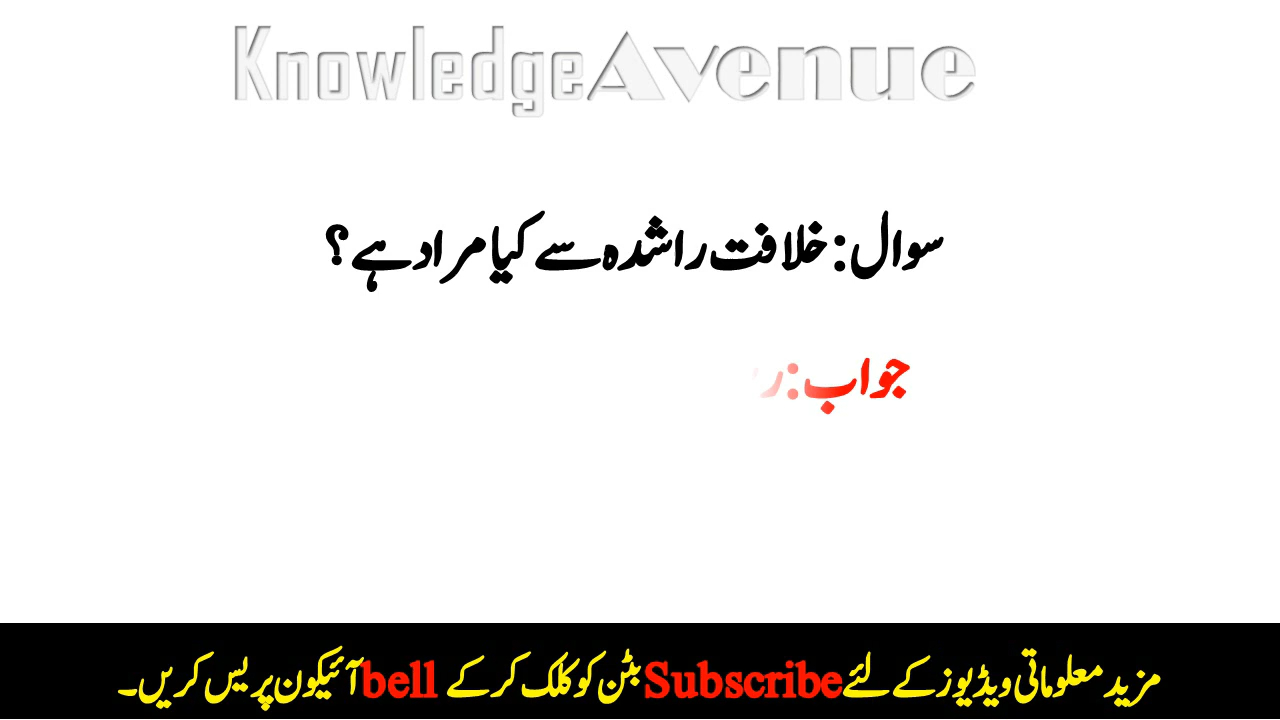 KnowledgeAvenue
سوال: خلافت راشدہ سے کیا مراد ہے؟
جواب:
مزید معلوماتی ویڈیوز کے لئے Subscribe بٹن کو کلک کر کے bell آئیکون پریس کریں۔